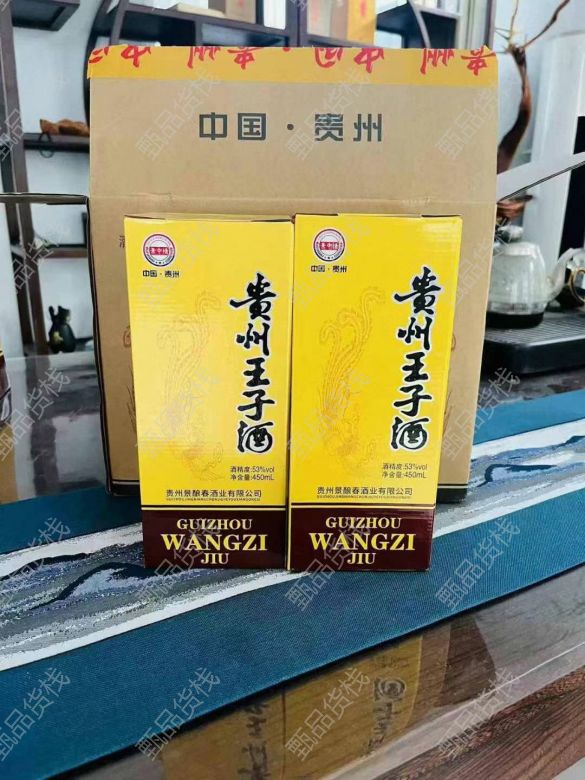 中国·贵州
景中情
中国·贵州
贵州王子酒
酒精度:53%vol
净含量:450mL
贵州景酿春酒业有限公司
GUIZHOU
WANGZI
JIU
中国·贵州
贵州王子酒
酒精度:53%vol
净含量:450mL
贵州景酿春酒业有限公司
GUIZHOU
WANGZI
JIU
甄品货栈